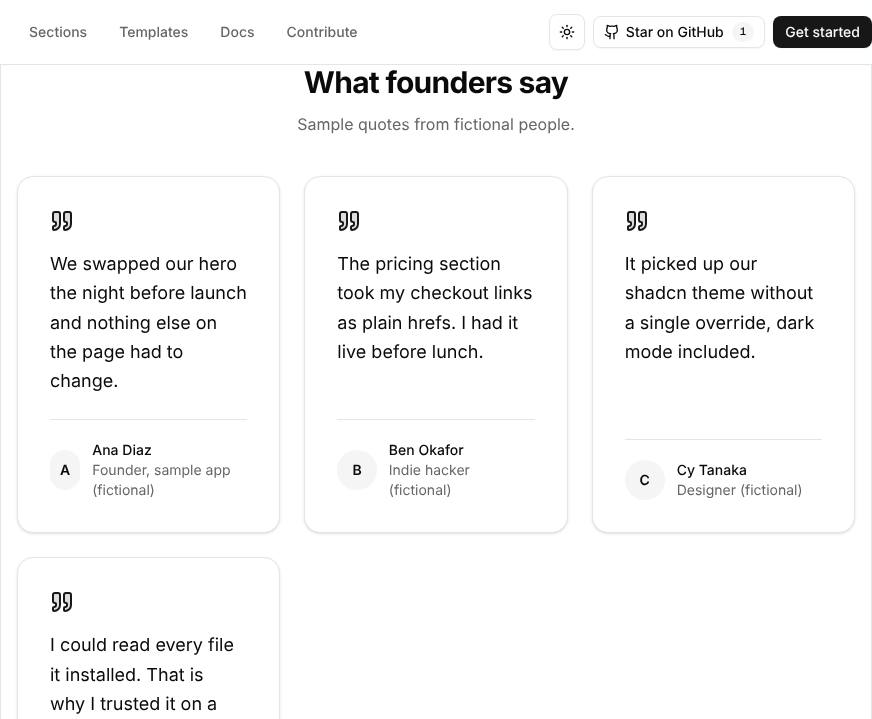 Sections Templates Docs Contribute Star on GitHub 1 Get started
What founders say
Sample quotes from fictional people.
We swapped our hero
the night before launch
and nothing else on
the page had to
change.
A
Ana Diaz
Founder, sample app
(fictional)
The pricing section
took my checkout links
as plain hrefs. I had it
live before lunch.
B
Ben Okafor
Indie hacker
(fictional)
It picked up our
shadcn theme without
a single override, dark
mode included.
C
Cy Tanaka
Designer (fictional)
I could read every file
it installed. That is
why I trusted it on a